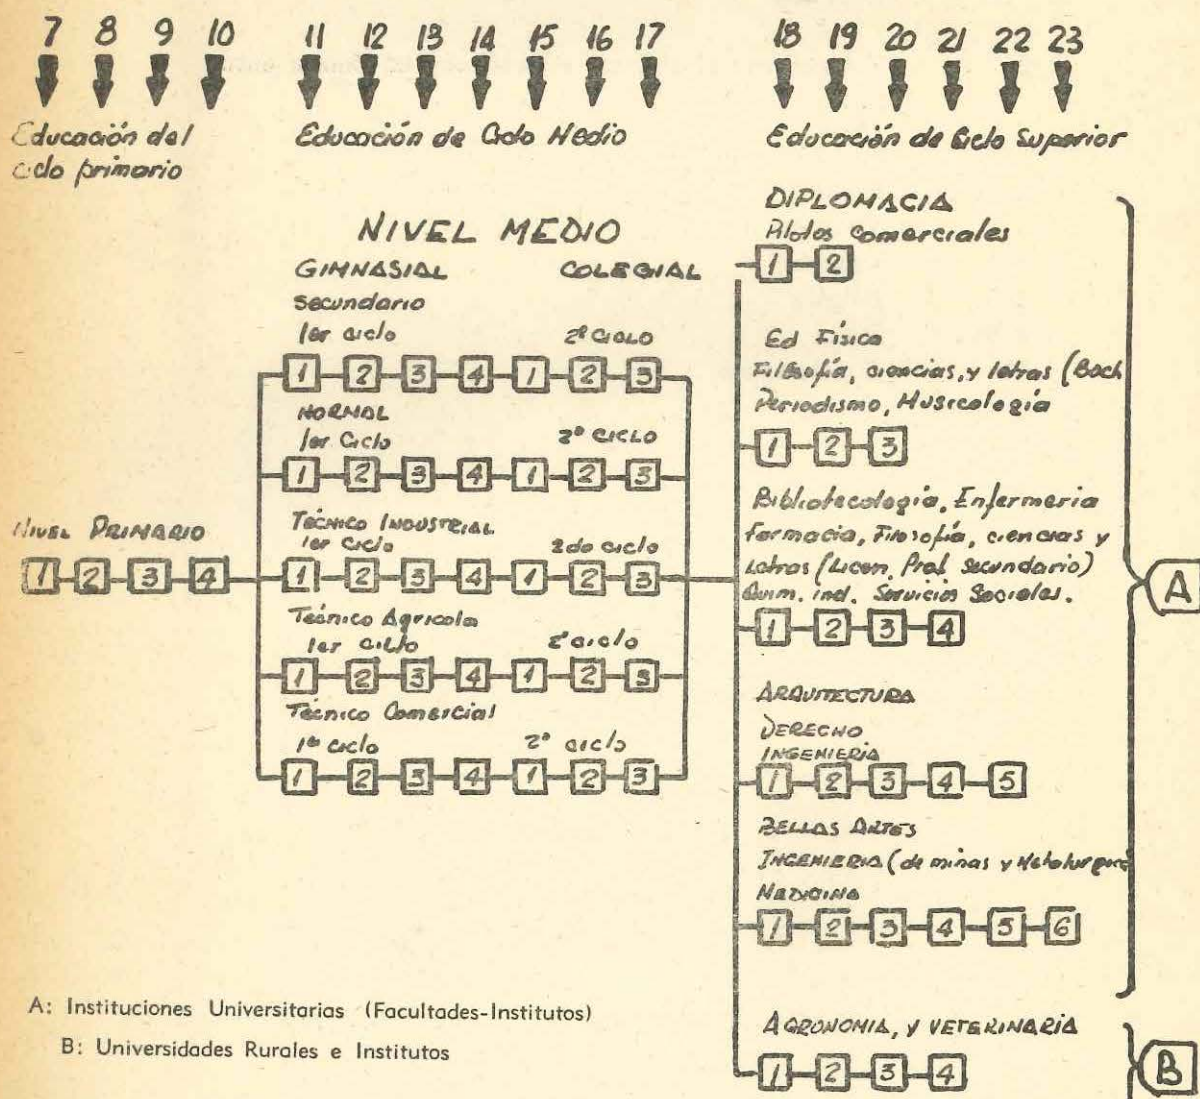 7 8 9 10 11 12 13 14 15 16 17 18 19 20 21 22 23
Educación del
ciclo primario
Educación de Ciclo Medio
Educación de Ciclo Superior
NIVEL PRIMARIO
1 2 3 4
NIVEL MEDIO
GIMNASIAL COLEGIAL
Secundario
1er ciclo 2º CICLO
1 2 3 4 1 2 3
NORMAL
1er Ciclo 2º CICLO
1 2 3 4 1 2 3
TÉCNICO INDUSTRIAL
1er Ciclo 2do ciclo
1 2 3 4 1 2 3
Técnico Agricola
1er ciclo 2º ciclo
1 2 3 4 1 2 3
Técnico Comercial
1º ciclo 2º ciclo
1 2 3 4 1 2 3
DIPLOMACIA
Pilotos Comerciales
1 2
Ed Física
Filosofía, ciencias, y letras (Bach
Periodismo, Musicología
1 2 3
Bibliotecología, Enfermeria
Farmacia, Filosofía, ciencias y
Letras (Licen. Prof. secundario)
Quim. ind. Servicios Sociales.
1 2 3 4
ARQUITECTURA
DERECHO
INGENIERÍA
1 2 3 4 5
BELLAS ARTES
INGENIERIA (de minas y Metalurgica
MEDICINA
1 2 3 4 5 6
A
AGRONOMIA, Y VETERINARIA
1 2 3 4
B
A: Instituciones Universitarias (Facultades-Institutos)
B: Universidades Rurales e Institutos